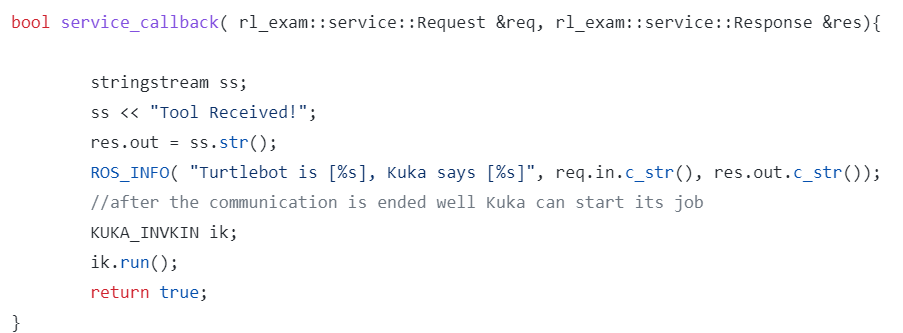 bool service_callback( rl_exam::service::Request &req, rl_exam::service::Response &res){
stringstream ss;
ss << "Tool Received!";
res.out = ss.str();
ROS_INFO( "Turtlebot is [%s], Kuka says [%s]", req.in.c_str(), res.out.c_str());
//after the communication is ended well Kuka can start its job
KUKA_INVKIN ik;
ik.run();
return true;
}